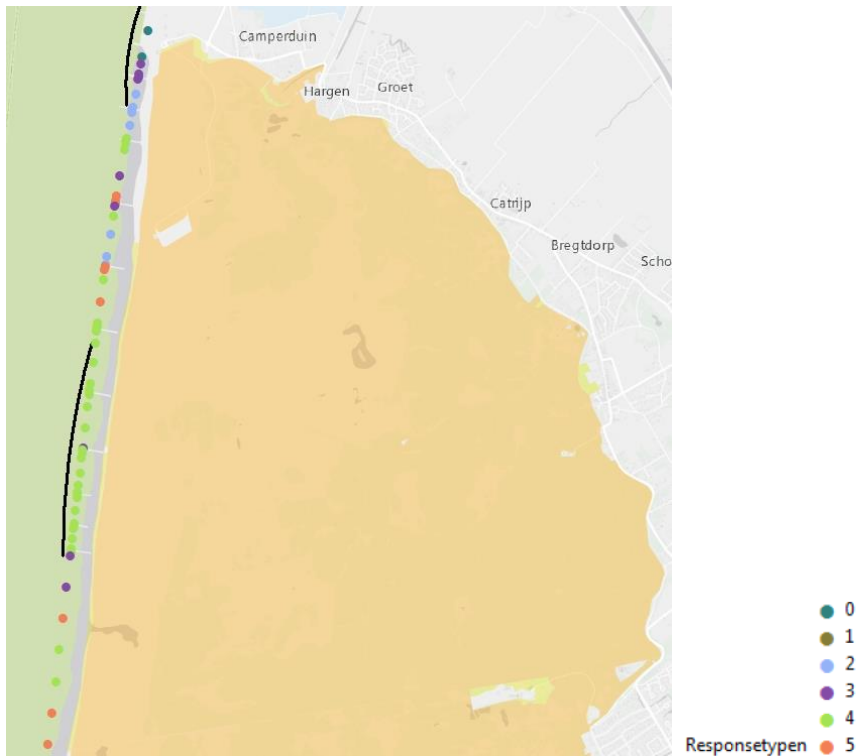 Camperduin
Hargen
Groet
Catrijp
Bregtdorp
Scho
0
1
2
3
4
Responsetypen 5